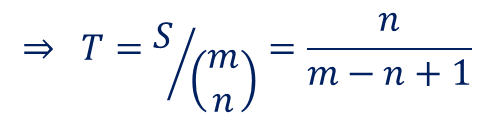 ⇒ T = S/(m n) = n/(m − n + 1)